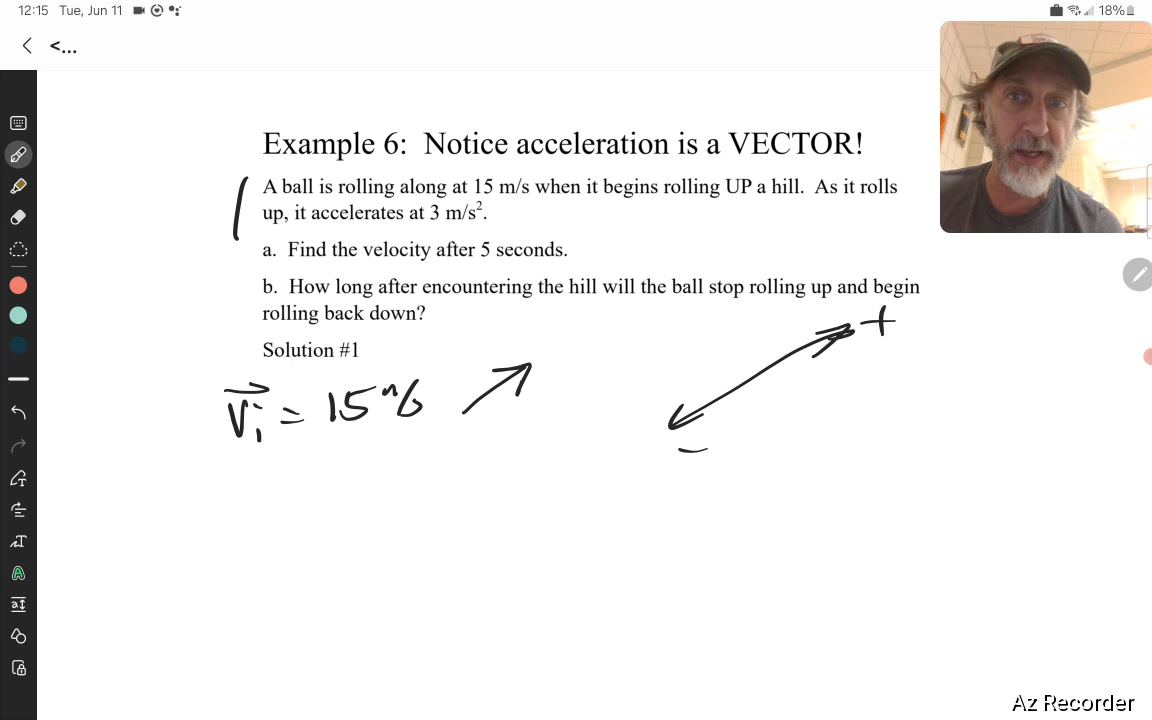 12:15 Tue, Jun 11
18%
<...
Example 6: Notice acceleration is a VECTOR!
A ball is rolling along at 15 m/s when it begins rolling UP a hill. As it rolls
up, it accelerates at 3 m/s².
a. Find the velocity after 5 seconds.
b. How long after encountering the hill will the ball stop rolling up and begin
rolling back down?
Solution #1
+
Vi = 15 m/s
−
Az Recorder